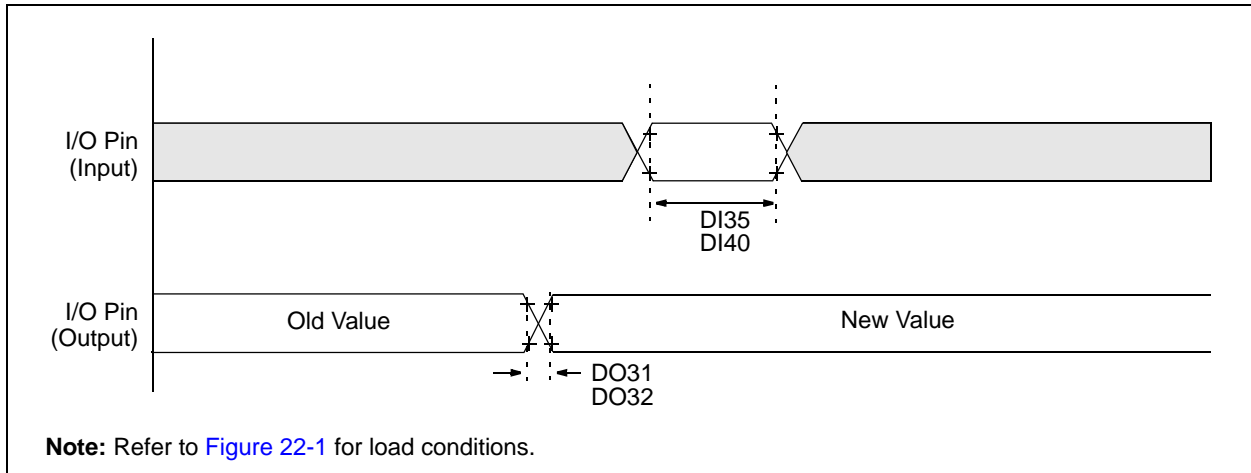 I/O Pin
(Input)
DI35
DI40
I/O Pin
(Output)
Old Value
New Value
DO31
DO32
Note: Refer to Figure 22-1 for load conditions.